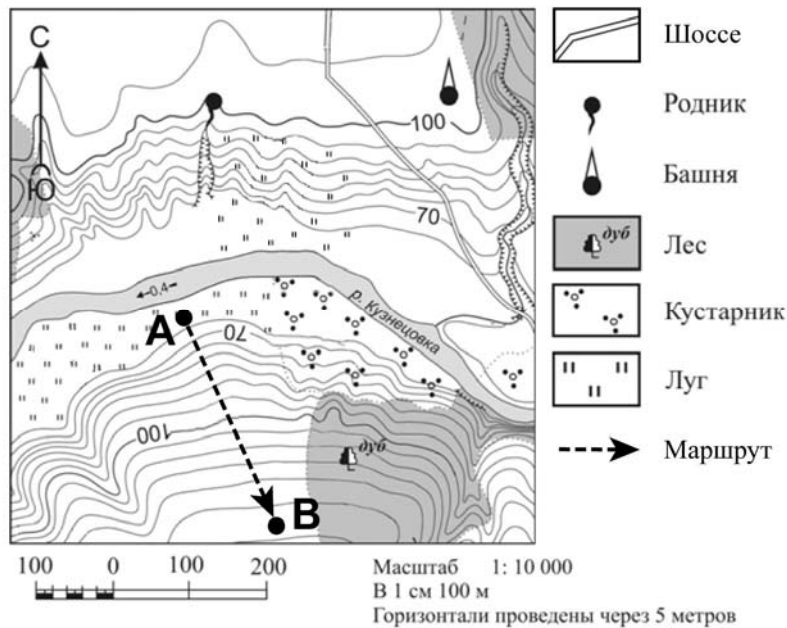 С
Ю
100
70
0,4
р. Кузнецовка
А
70
100
дуб
В
Шоссе
Родник
Башня
дуб
Лес
Кустарник
Луг
Маршрут
100 0 100 200
Масштаб 1: 10 000
В 1 см 100 м
Горизонтали проведены через 5 метров